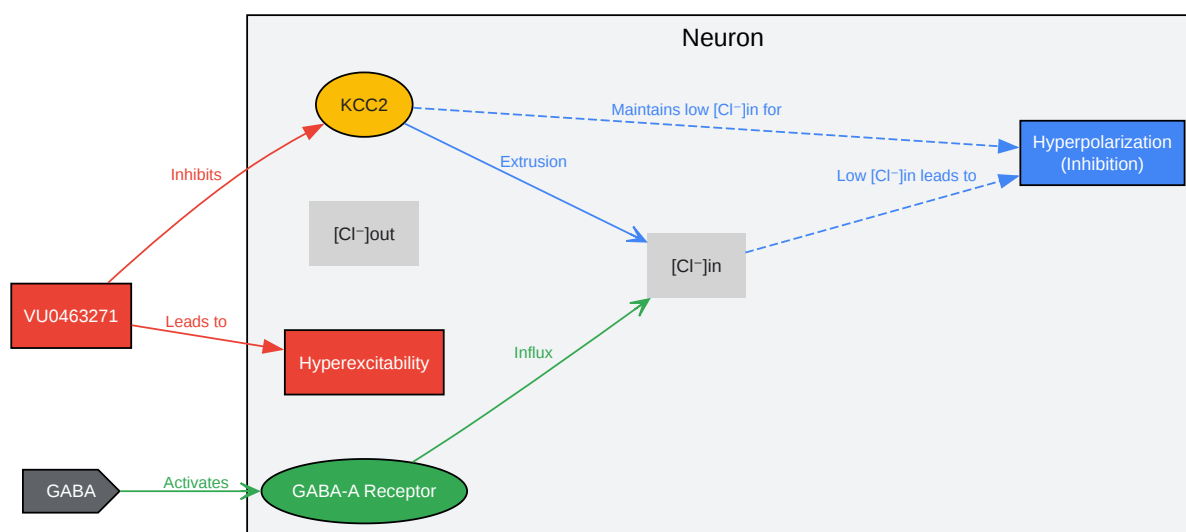 Neuron
KCC2
Maintains low [Cl⁻]in for
Hyperpolarization
(Inhibition)
Extrusion
Inhibits
Low [Cl⁻]in leads to
[Cl⁻]out
[Cl⁻]in
VU0463271
Leads to
Hyperexcitability
Influx
GABA
Activates
GABA-A Receptor